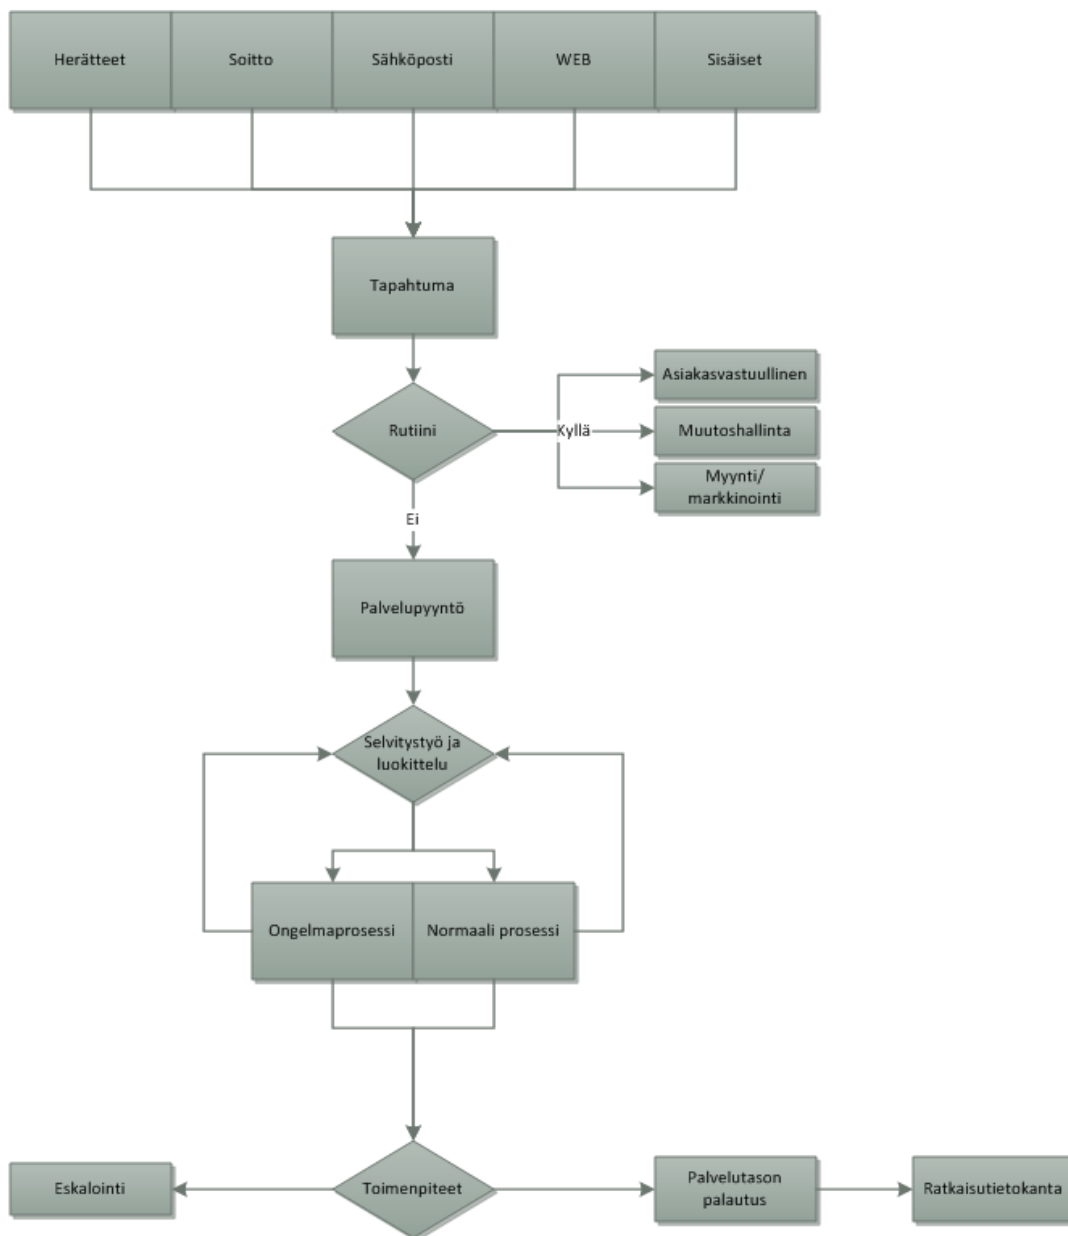 Herätteet
Soitto
Sähköposti
WEB
Sisäiset
Tapahtuma
Rutiini
Kyllä
Asiakasvastuullinen
Muutoshallinta
Myynti/
markkinointi
Ei
Palvelupyyntö
Selvitystyö ja
luokittelu
Ongelmaprosessi
Normaali prosessi
Eskalointi
Toimenpiteet
Palvelutason
palautus
Ratkaisutietokanta